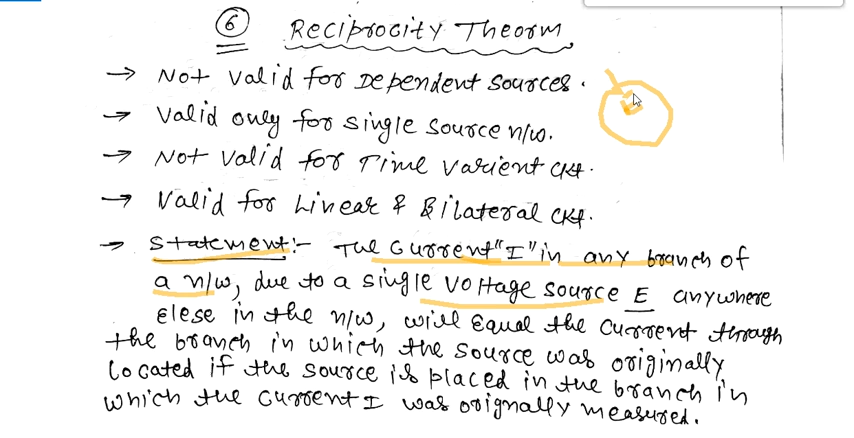 ⑥ Reciprocity Theorm
→ Not valid for Dependent sources.
→ Valid only for single source n/w.
→ Not valid for Time varient ckt.
→ Valid for Linear & Bilateral ckt.
→ Statement:- The current "I" in any branch of
a n/w, due to a single voltage source E anywhere
elese in the n/w, will equal the current through
the branch in which the source was originally
located if the source is placed in the branch in
which the current I was orignally measured.